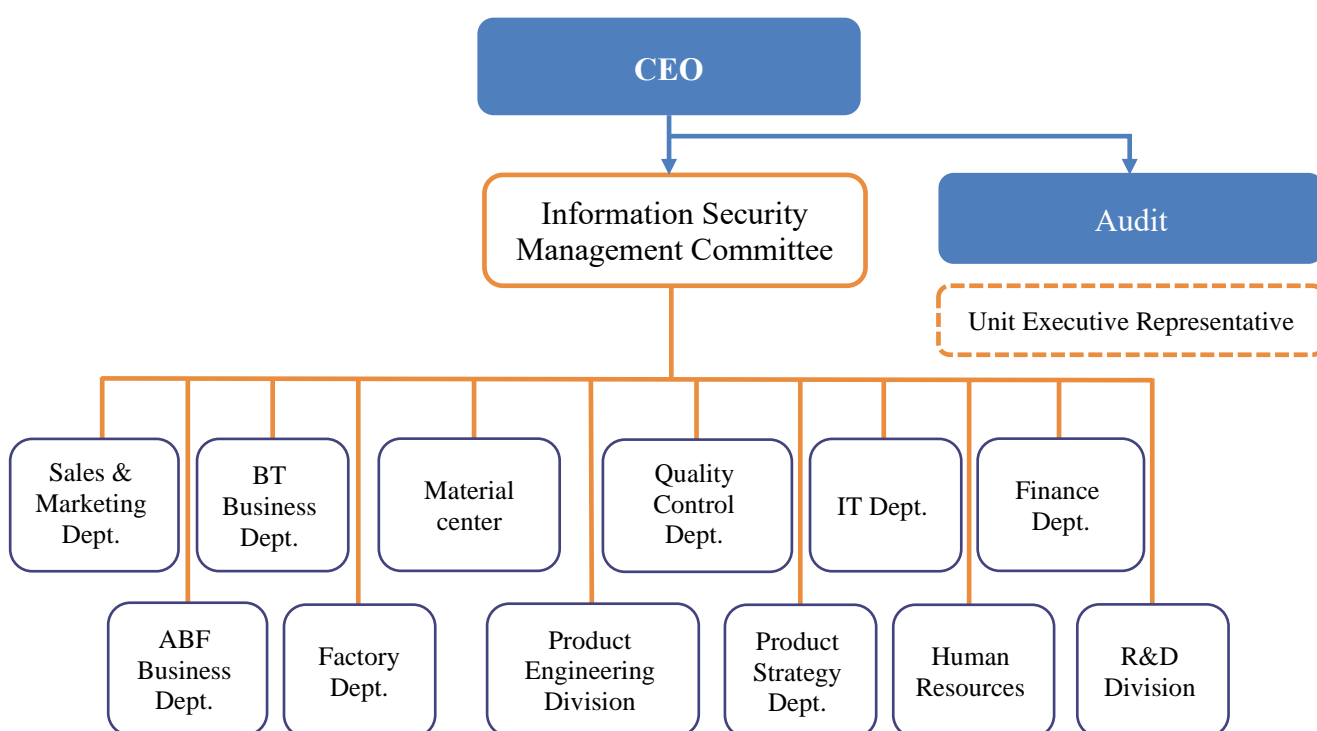 CEO
Information Security
Management Committee
Audit
Unit Executive Representative
Sales &
Marketing
Dept.
BT
Business
Dept.
Material
center
Quality
Control
Dept.
IT Dept.
Finance
Dept.
ABF
Business
Dept.
Factory
Dept.
Product
Engineering
Division
Product
Strategy
Dept.
Human
Resources
R&D
Division